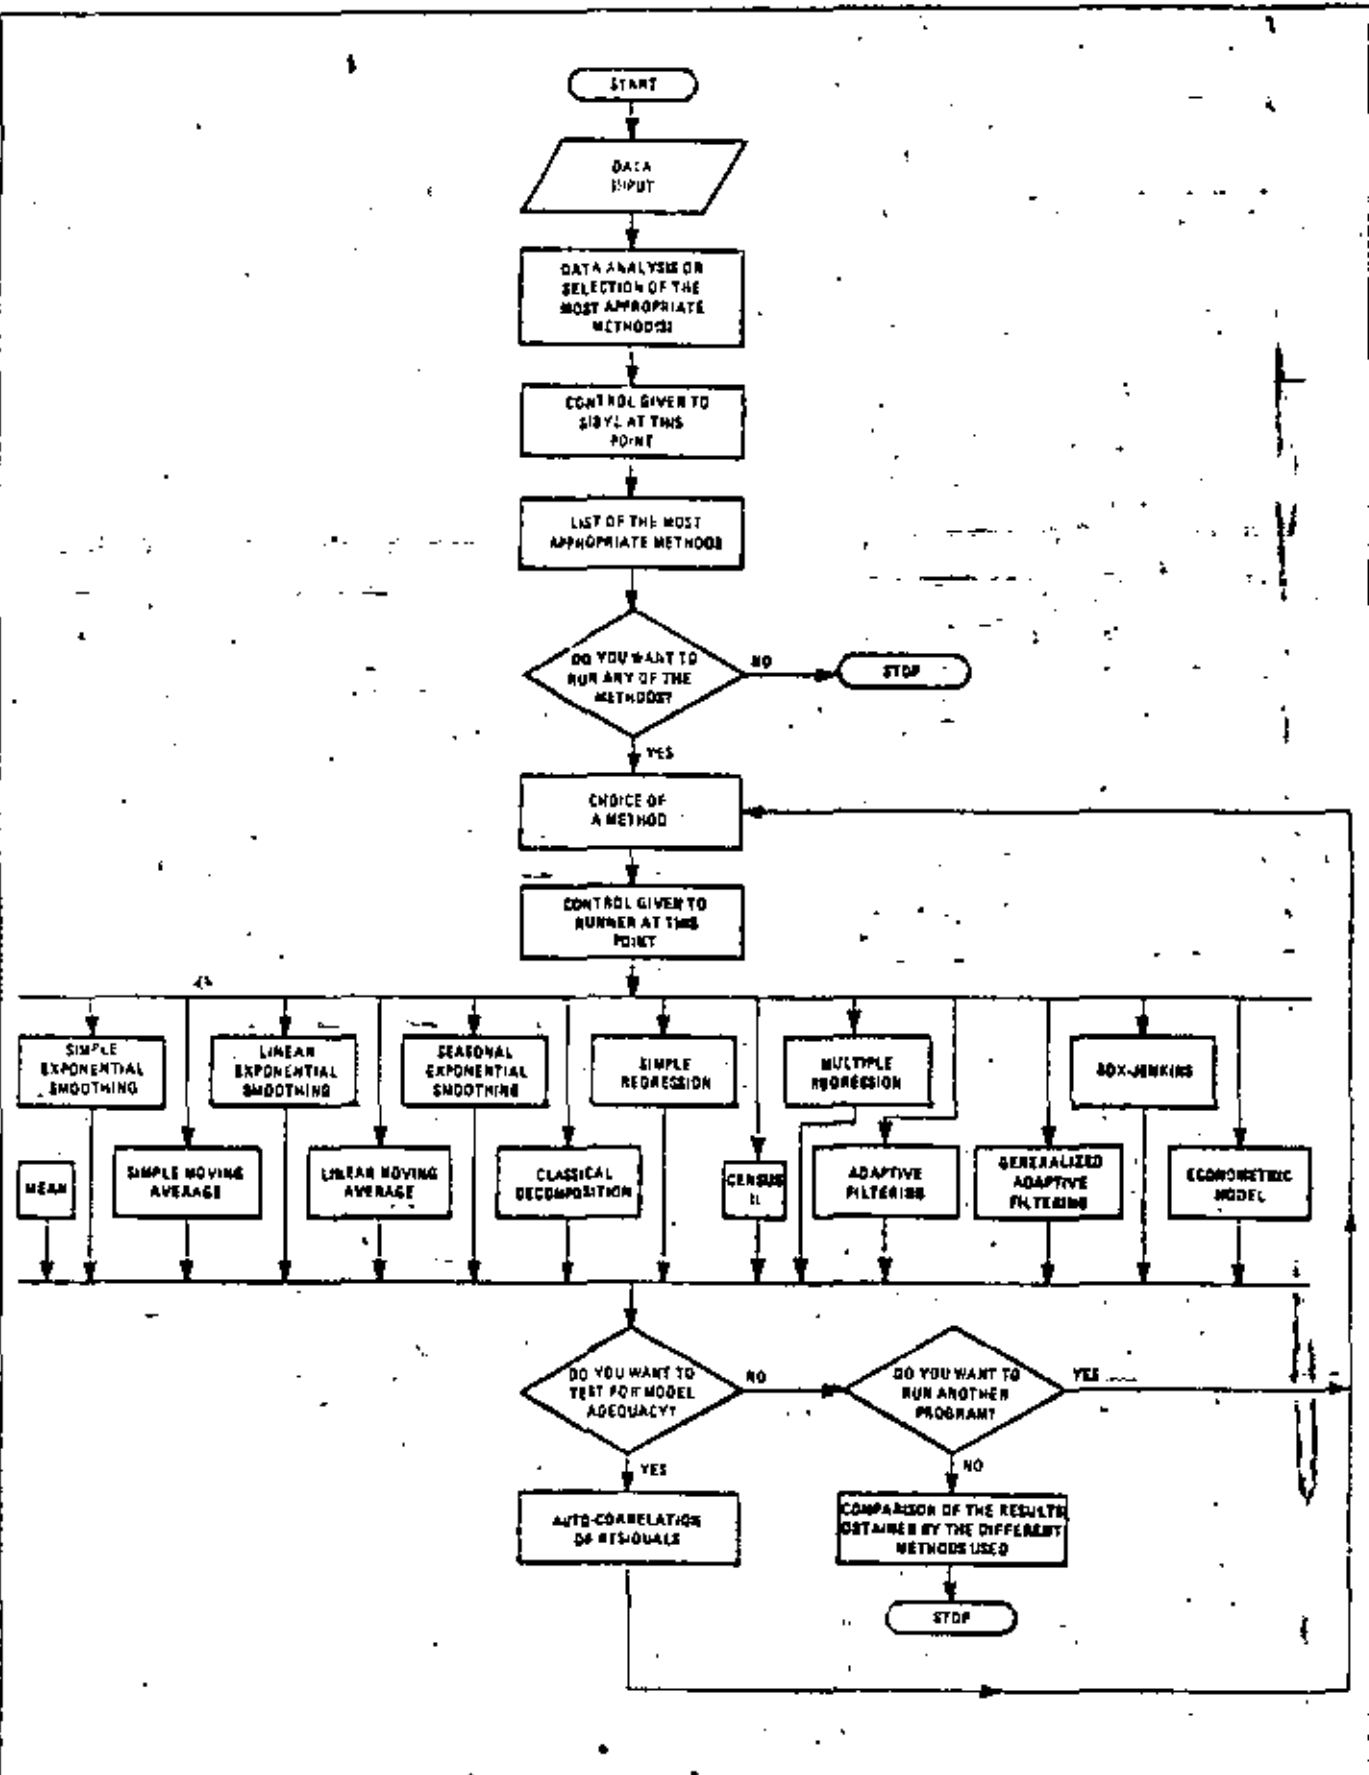 START
DATA
INPUT
DATA ANALYSIS OR
SELECTION OF THE
MOST APPROPRIATE
METHOD(S)
CONTROL GIVEN TO
SIBYL AT THIS
POINT
LIST OF THE MOST
APPROPRIATE METHODS
DO YOU WANT TO
RUN ANY OF THE
METHODS?
NO
STOP
YES
CHOICE OF
A METHOD
CONTROL GIVEN TO
RUNNER AT THIS
POINT
SIMPLE
EXPONENTIAL
SMOOTHING
LINEAR
EXPONENTIAL
SMOOTHING
SEASONAL
EXPONENTIAL
SMOOTHING
SIMPLE
REGRESSION
MULTIPLE
REGRESSION
BOX-JENKINS
MEAN
SIMPLE MOVING
AVERAGE
LINEAR MOVING
AVERAGE
CLASSICAL
DECOMPOSITION
CENSUS
II
ADAPTIVE
FILTERING
GENERALIZED
ADAPTIVE
FILTERING
ECONOMETRIC
MODEL
DO YOU WANT TO
TEST FOR MODEL
ADEQUACY?
NO
DO YOU WANT TO
RUN ANOTHER
PROGRAM?
YES
YES
NO
AUTO-CORRELATION
OF RESIDUALS
COMPARISON OF THE RESULTS
OBTAINED BY THE DIFFERENT
METHODS USED
STOP